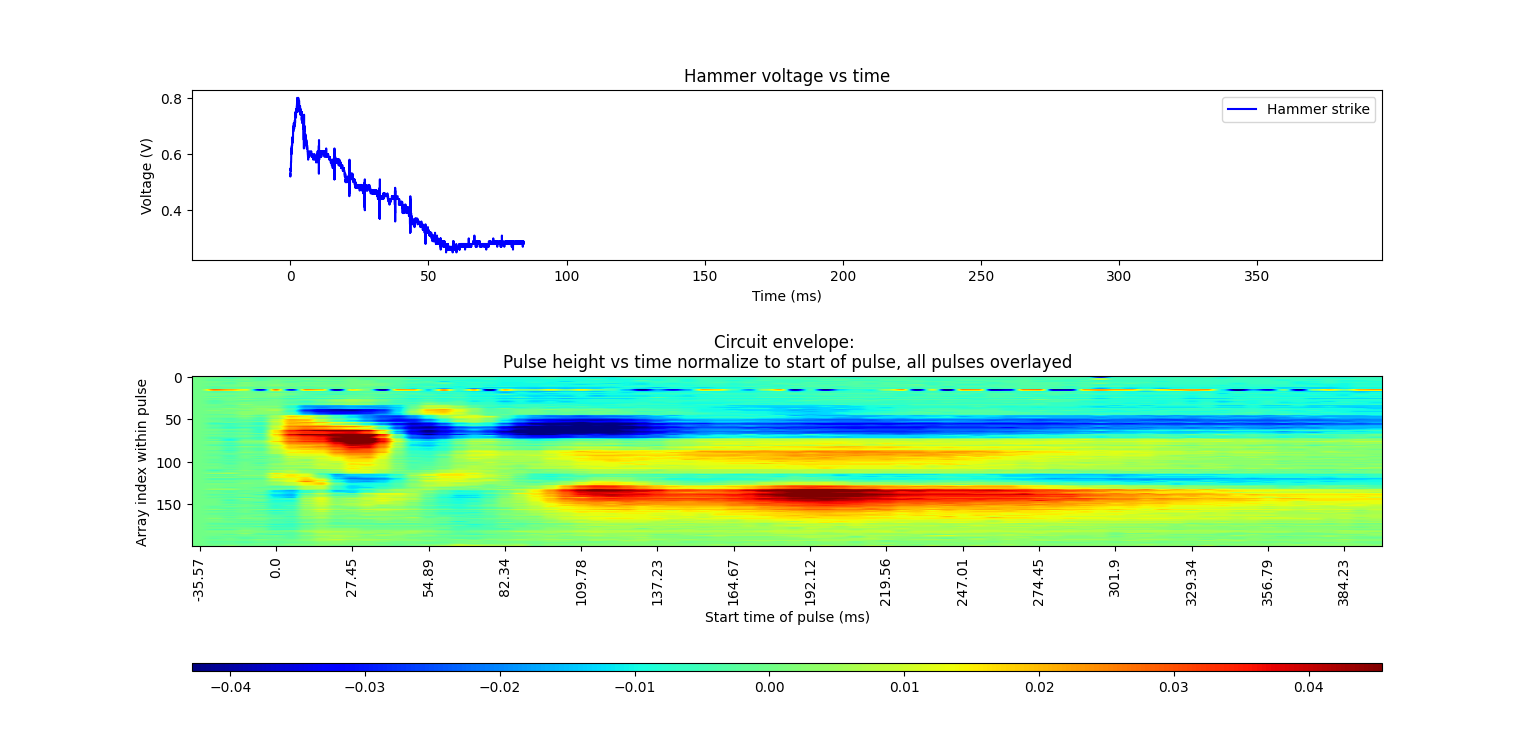 Hammer voltage vs time
Hammer strike
0.8
0.6
0.4
Voltage (V)
0 50 100 150 200 250 300 350
Time (ms)
Circuit envelope:
Pulse height vs time normalize to start of pulse, all pulses overlayed
0
50
100
150
Array index within pulse
-35.57 0.0 27.45 54.89 82.34 109.78 137.23 164.67 192.12 219.56 247.01 274.45 301.9 329.34 356.79 384.23
Start time of pulse (ms)
−0.04 −0.03 −0.02 −0.01 0.00 0.01 0.02 0.03 0.04